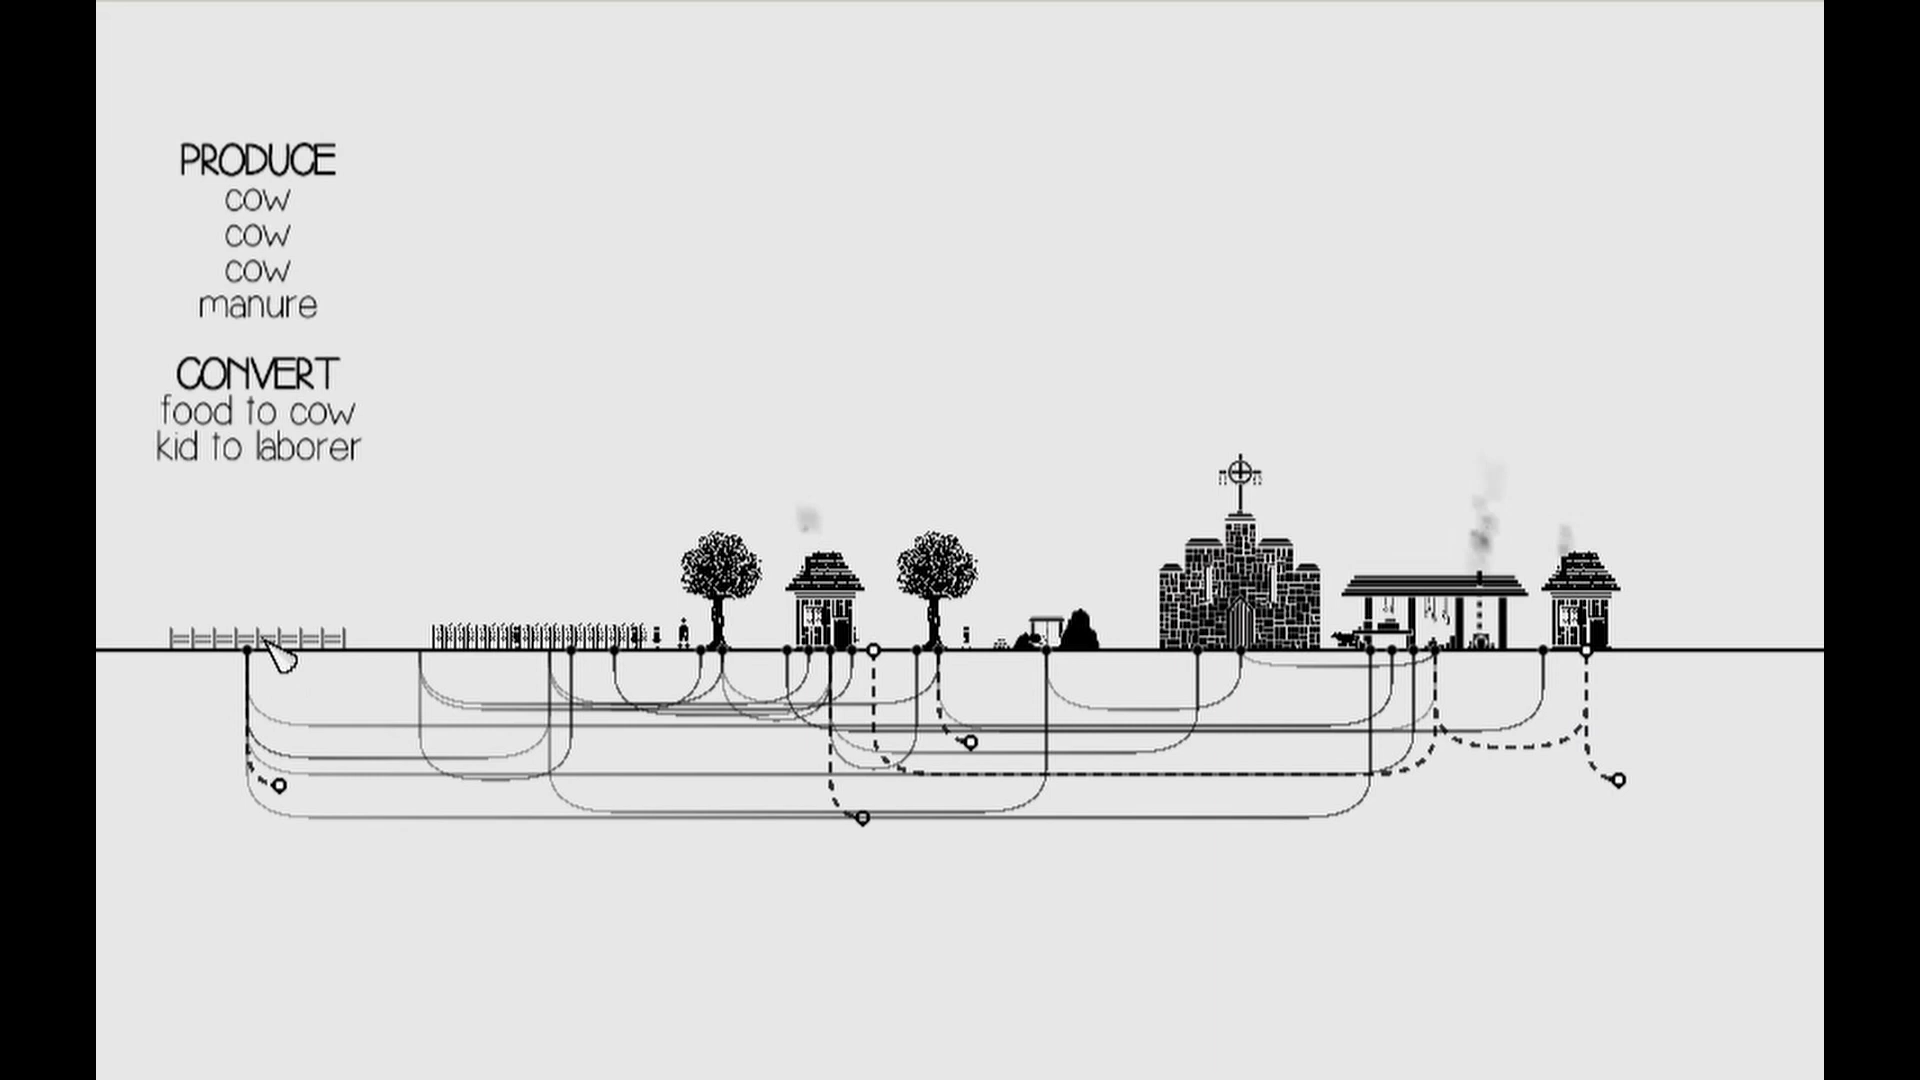 PRODUCE
cow
cow
cow
manure
CONVERT
food to cow
kid to laborer